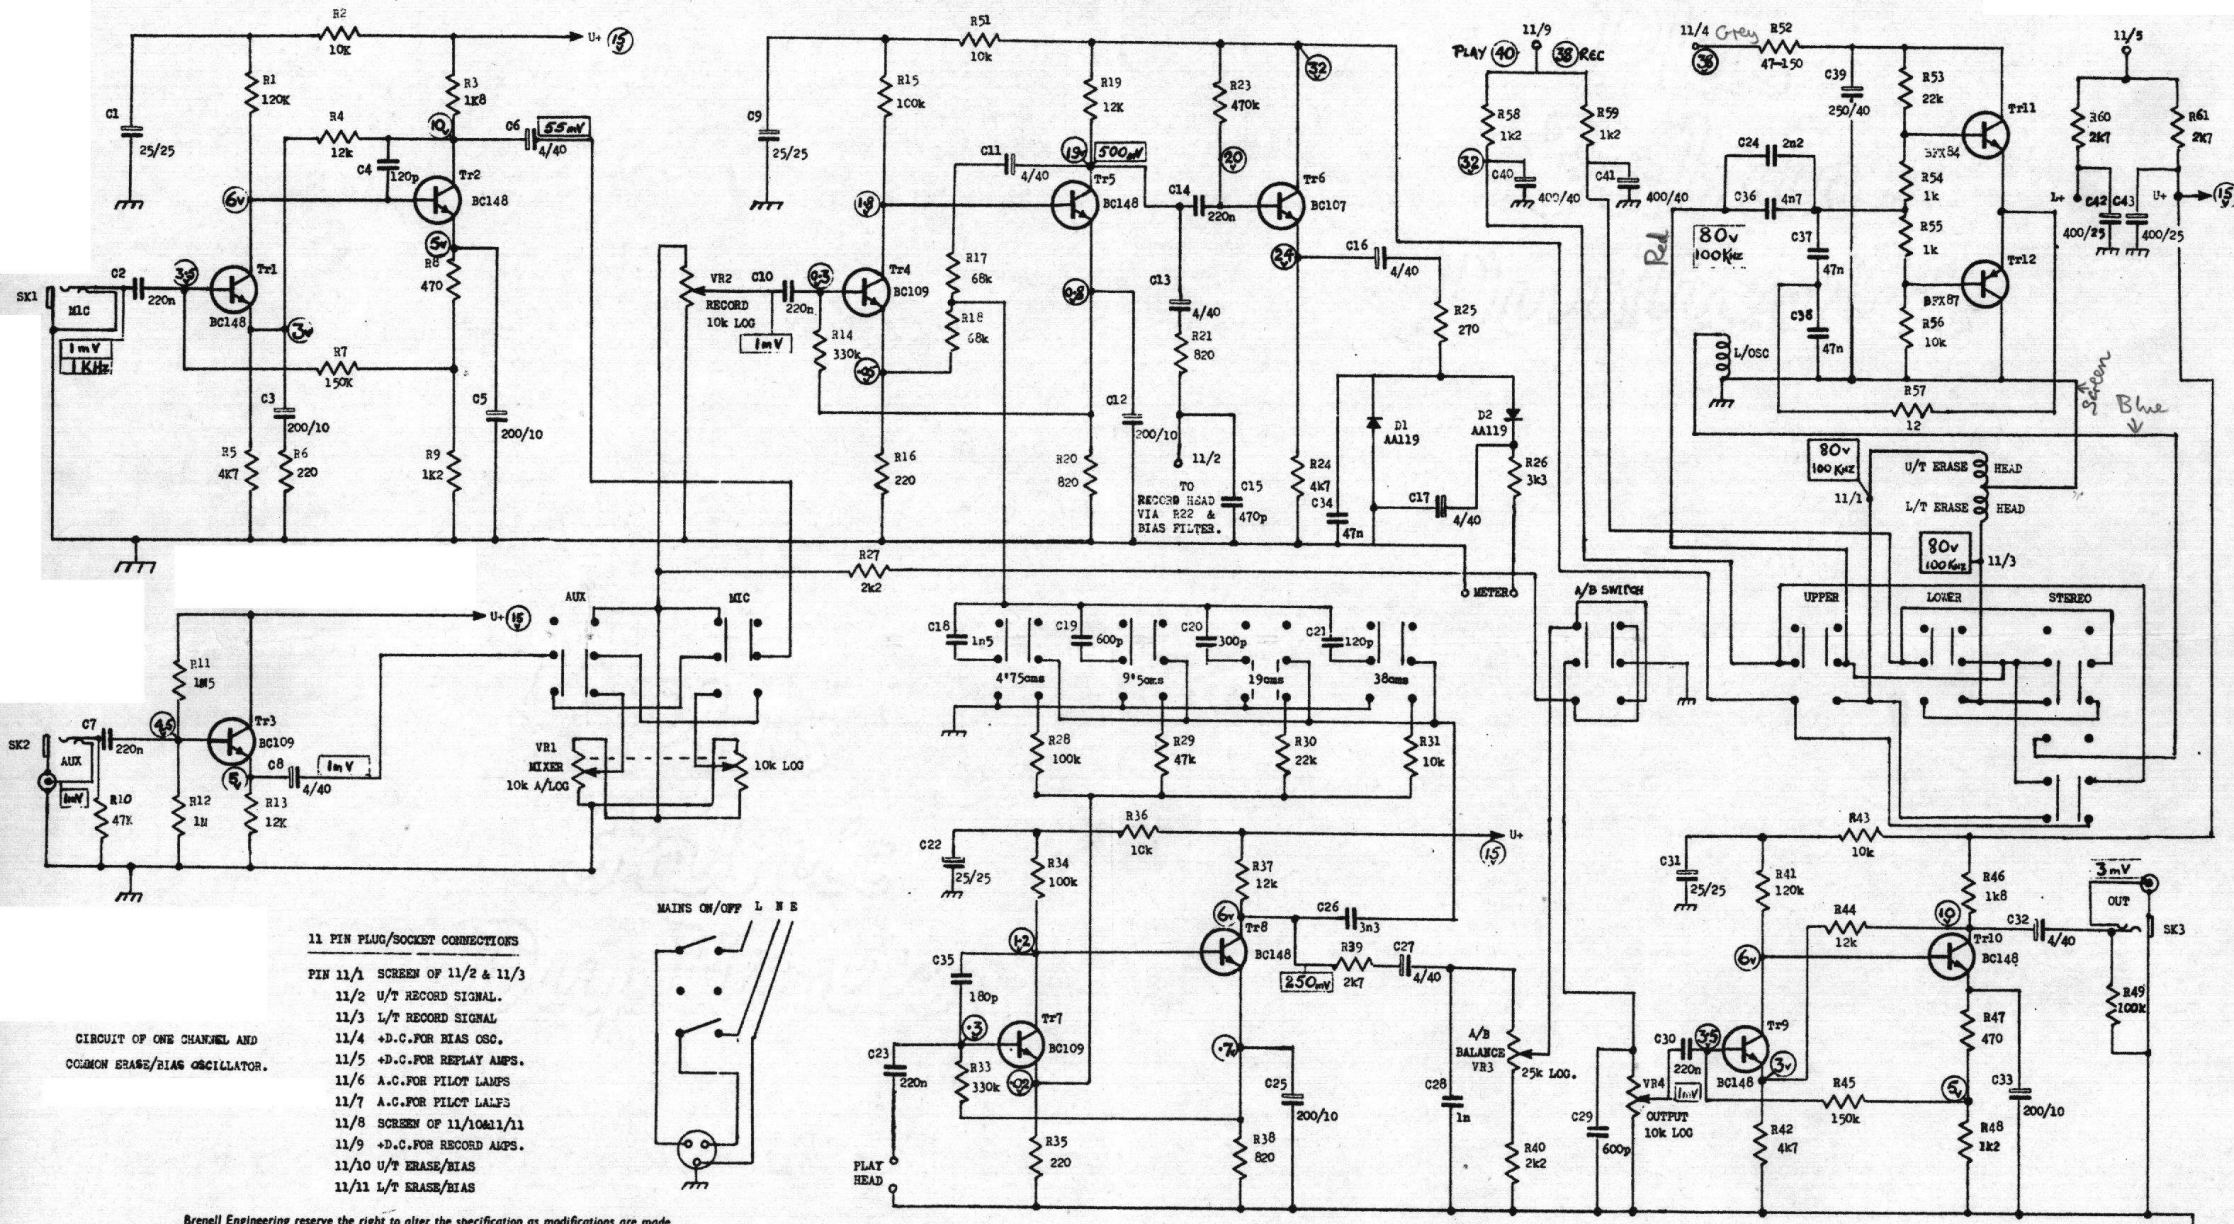 R2
10K
U+ (15v)
R1
120K
R3
1K8
C1
25/25
R4
12k
C4
120p
10v
C6
4/40
55mV
Tr2
BC148
6v
5v
R8
470
SK1
MIC
C2
220n
3.5
Tr1
BC148
3v
1mV
1KHz
R7
150K
C3
200/10
C5
200/10
R5
4K7
R6
220
R9
1K2
R51
10k
C9
25/25
R15
100k
R19
12K
R23
470k
32
C11
4/40
19v
500mV
20
Tr5
BC148
C14
220n
Tr6
BC107
1.8
24
C16
4/40
R17
68k
C13
4/40
VR2
RECORD
10k LOG
C10
220n
0.3
Tr4
BC109
0.8
1mV
R14
330k
R18
68k
R21
820
R25
270
.05
C12
200/10
D1
AA119
D2
AA119
11/2
R16
220
R20
820
TO
RECORD HEAD
VIA R22 &
BIAS FILTER.
C15
470p
R24
4k7
C34
47n
C17
4/40
R26
3k3
METER
PLAY (40)
11/9
(38) REC
R58
1k2
R59
1k2
32
C40
400/40
C41
400/40
11/4 Grey
38
R52
47-150
C39
250/40
R53
22k
Tr11
BFX84
C24 2n2
C36 4n7
R54
1k
R55
1k
Red
80v
100KHz
C37
47n
C38
47n
Tr12
BFX87
R56
10k
L/OSC
R57
12
Screen
Blue
11/5
R60
2K7
R61
2K7
L+
C42
400/25
C43
400/25
U+
15v
80v
100KHz
11/1
U/T ERASE HEAD
L/T ERASE HEAD
80v
100KHz
11/3
R27
2k2
A/B SWITCH
UPPER
LOWER
STEREO
U+ (15v)
AUX
MIC
R11
1M5
SK2
AUX
C7
220n
4.5
Tr3
BC109
5v
C8
4/40
1mV
1mV
R10
47K
R12
1M
R13
12K
VR1
MIXER
10k A/LOG
10k LOG
C18
1n5
C19
600p
C20
300p
C21
120p
4*75cms
9*5cms
19cms
38cms
R28
100k
R29
47k
R30
22k
R31
10k
R36
10k
U+
15v
C22
25/25
R34
100k
R37
12k
6v
Tr8
BC148
C26
3n3
R39
2k7
C27
4/40
250mV
1.2
C35
180p
.3
Tr7
BC109
.02
C23
220n
R33
330k
.7v
C25
200/10
R35
220
R38
820
PLAY
HEAD
C28
1n
A/B
BALANCE
VR3
25k LOG.
R40
2k2
C29
600p
VR4
OUTPUT
10k LOG
1mV
C30
220n
3.5
Tr9
BC148
3v
R43
10k
C31
25/25
R41
120k
R46
1k8
R44
12k
10
C32
4/40
3mV
OUT
SK3
Tr10
BC148
6v
R49
100k
R47
470
R45
150k
5v
C33
200/10
R42
4k7
R48
1k2
MAINS ON/OFF L N E
11 PIN PLUG/SOCKET CONNECTIONS
PIN 11/1 SCREEN OF 11/2 & 11/3
11/2 U/T RECORD SIGNAL.
11/3 L/T RECORD SIGNAL
11/4 +D.C.FOR BIAS OSC.
11/5 +D.C.FOR REPLAY AMPS.
11/6 A.C.FOR PILOT LAMPS
11/7 A.C.FOR PILOT LAMPS
11/8 SCREEN OF 11/10&11/11
11/9 +D.C.FOR RECORD AMPS.
11/10 U/T ERASE/BIAS
11/11 L/T ERASE/BIAS
CIRCUIT OF ONE CHANNEL AND
COMMON ERASE/BIAS OSCILLATOR.
Brenell Engineering reserve the right to alter the specification as modifications are made